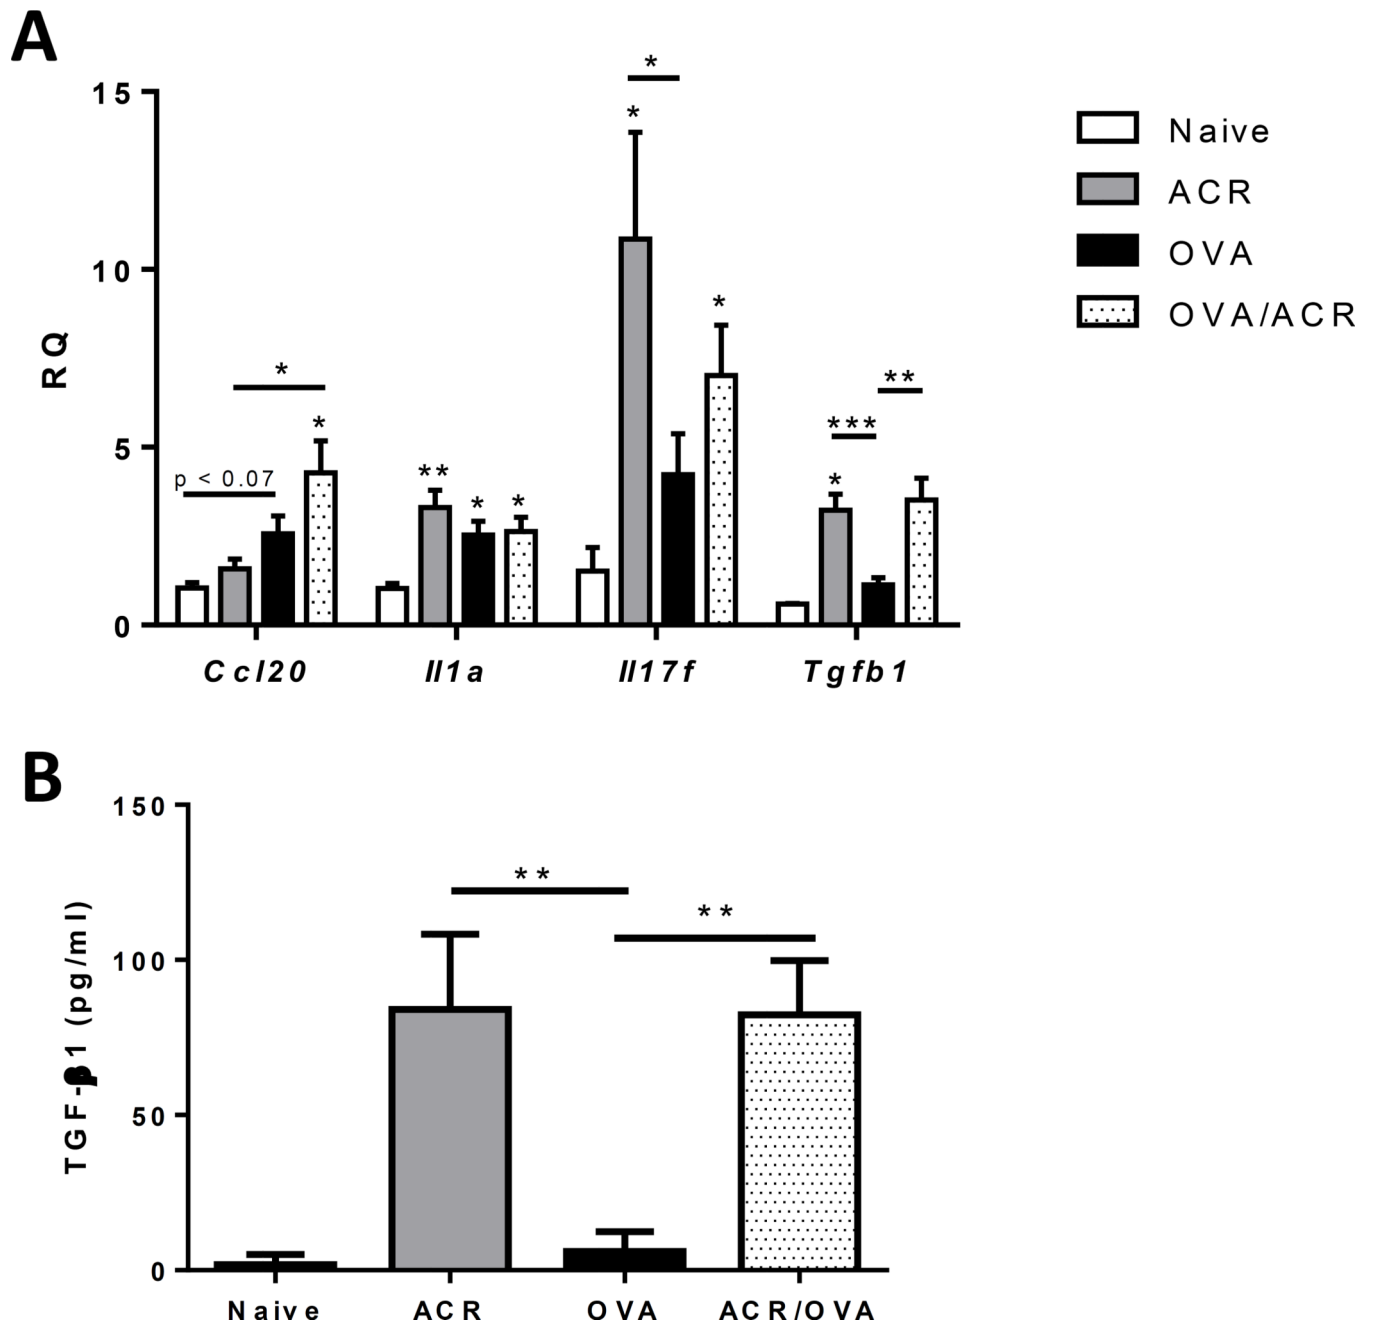 A
15
10
5
0
RQ
p < 0.07
*
*
**
*
*
*
*
*
*
***
**
Ccl20
Il1a
Il17f
Tgfb1
Naive
ACR
OVA
OVA/ACR
B
150
100
50
0
TGF-β1 (pg/ml)
**
**
Naive
ACR
OVA
ACR/OVA